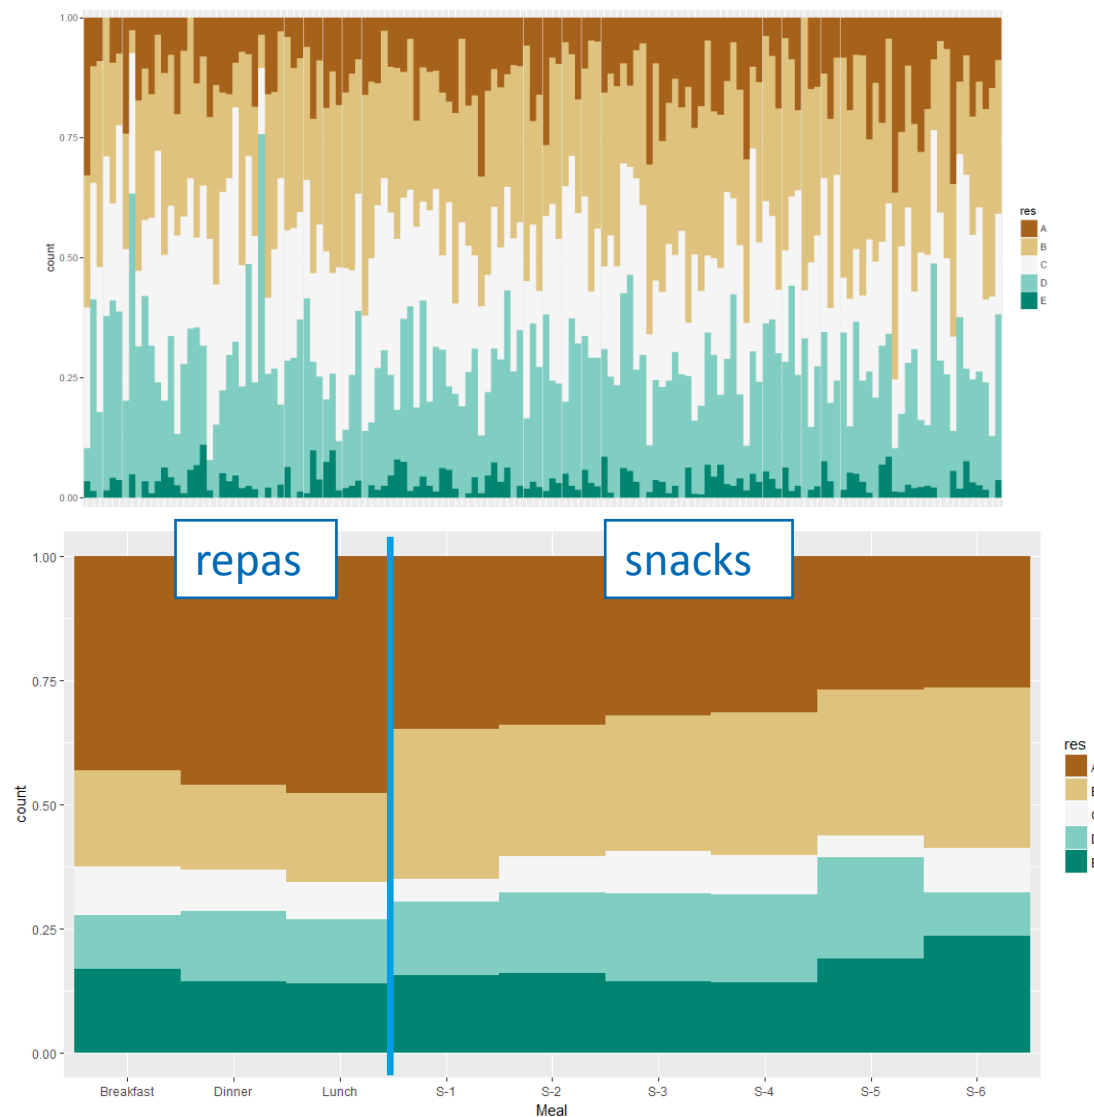 1.00
0.75
count
0.50
0.25
0.00
res
A
B
C
D
E
repas
snacks
1.00
0.75
count
0.50
0.25
0.00
Breakfast Dinner Lunch S-1 S-2 S-3 S-4 S-5 S-6
Meal
res
A